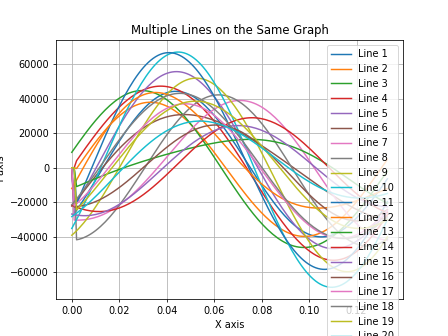 Multiple Lines on the Same Graph
60000
40000
20000
0
−20000
−40000
−60000
0.00
0.02
0.04
0.06
0.08
0.10
X axis
axis
Line 1
Line 2
Line 3
Line 4
Line 5
Line 6
Line 7
Line 8
Line 9
Line 10
Line 11
Line 12
Line 13
Line 14
Line 15
Line 16
Line 17
Line 18
Line 19
Line 20